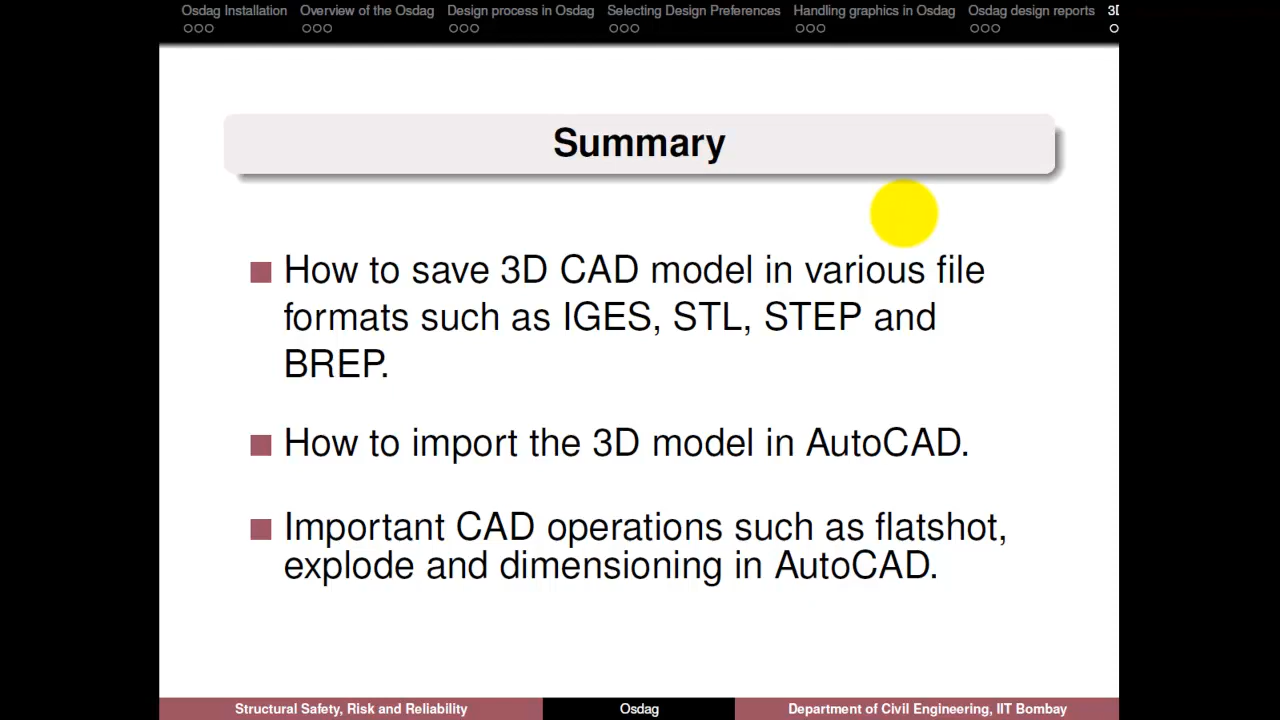 Osdag Installation Overview of the Osdag Design process in Osdag Selecting Design Preferences Handling graphics in Osdag Osdag design reports 3D
Summary
How to save 3D CAD model in various file
formats such as IGES, STL, STEP and
BREP.
How to import the 3D model in AutoCAD.
Important CAD operations such as flatshot,
explode and dimensioning in AutoCAD.
Structural Safety, Risk and Reliability Osdag Department of Civil Engineering, IIT Bombay